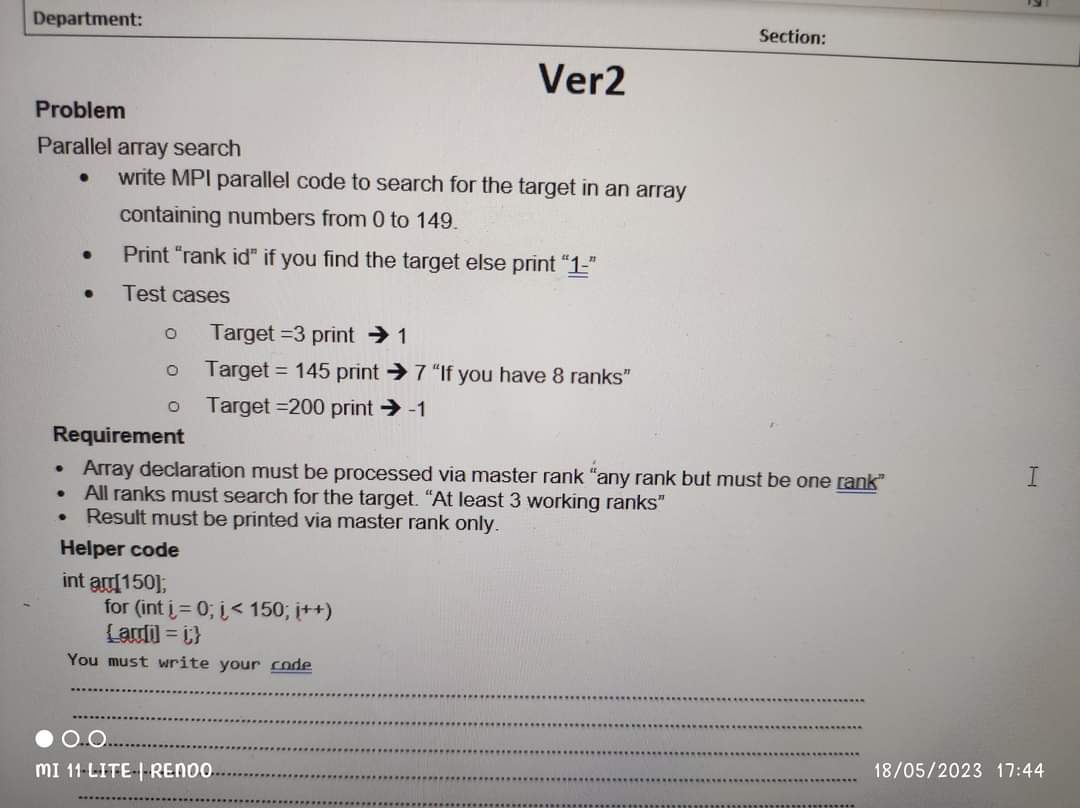 Department:
Section:
Ver2
Problem
Parallel array search
• write MPI parallel code to search for the target in an array
containing numbers from 0 to 149.
• Print “rank id” if you find the target else print “1-”
• Test cases
o Target =3 print ➔ 1
o Target = 145 print ➔ 7 “If you have 8 ranks”
o Target =200 print ➔ -1
Requirement
• Array declaration must be processed via master rank “any rank but must be one rank”
• All ranks must search for the target. “At least 3 working ranks”
• Result must be printed via master rank only.
Helper code
int arr[150];
for (int i = 0; i < 150; i++)
{ arr[i] = i;}
You must write your code
MI 11 LITE | RENDO
18/05/2023 17:44